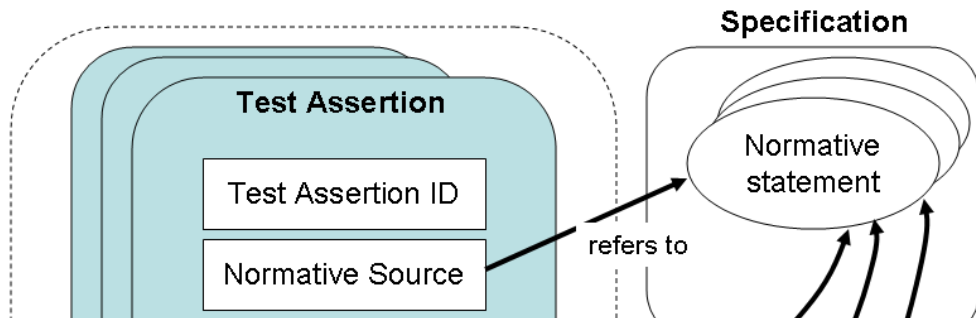 Specification
Test Assertion
Normative
statement
Test Assertion ID
refers to
Normative Source